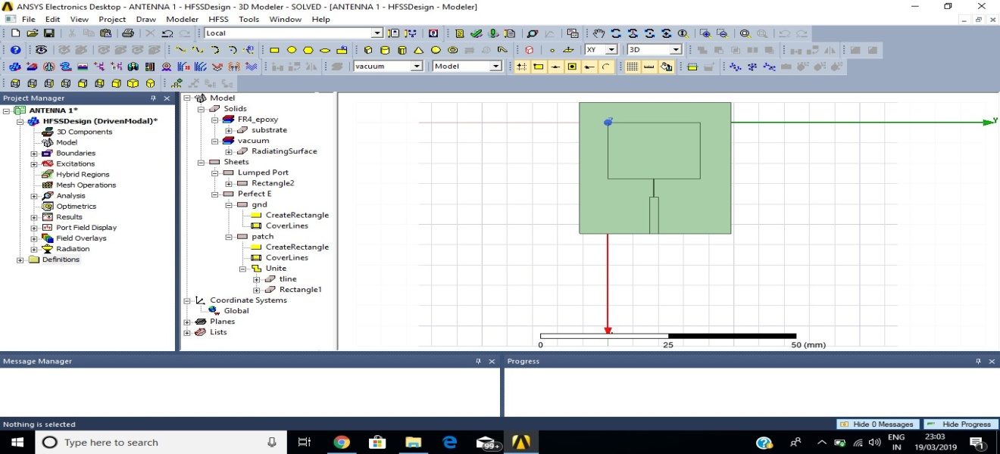 ANSYS Electronics Desktop - ANTENNA 1 - HFSSDesign - 3D Modeler - SOLVED - [ANTENNA 1 - HFSSDesign - Modeler]
File Edit View Project Draw Modeler HFSS Tools Window Help
Local
XY 3D
vacuum Model
Project Manager
ANTENNA 1*
HFSSDesign (DrivenModal)*
3D Components
Model
Boundaries
Excitations
Hybrid Regions
Mesh Operations
Analysis
Optimetrics
Results
Port Field Display
Field Overlays
Radiation
Definitions
Model
Solids
FR4_epoxy
substrate
vacuum
RadiatingSurface
Sheets
Lumped Port
Rectangle2
Perfect E
gnd
CreateRectangle
CoverLines
patch
CreateRectangle
CoverLines
Unite
tline
Rectangle1
Coordinate Systems
Global
Planes
Lists
Z
Y
0 25 50 (mm)
Message Manager
Progress
Nothing is selected
Hide 0 Messages Hide Progress
Type here to search
99+
ENG
IN
23:03
19/03/2019
1